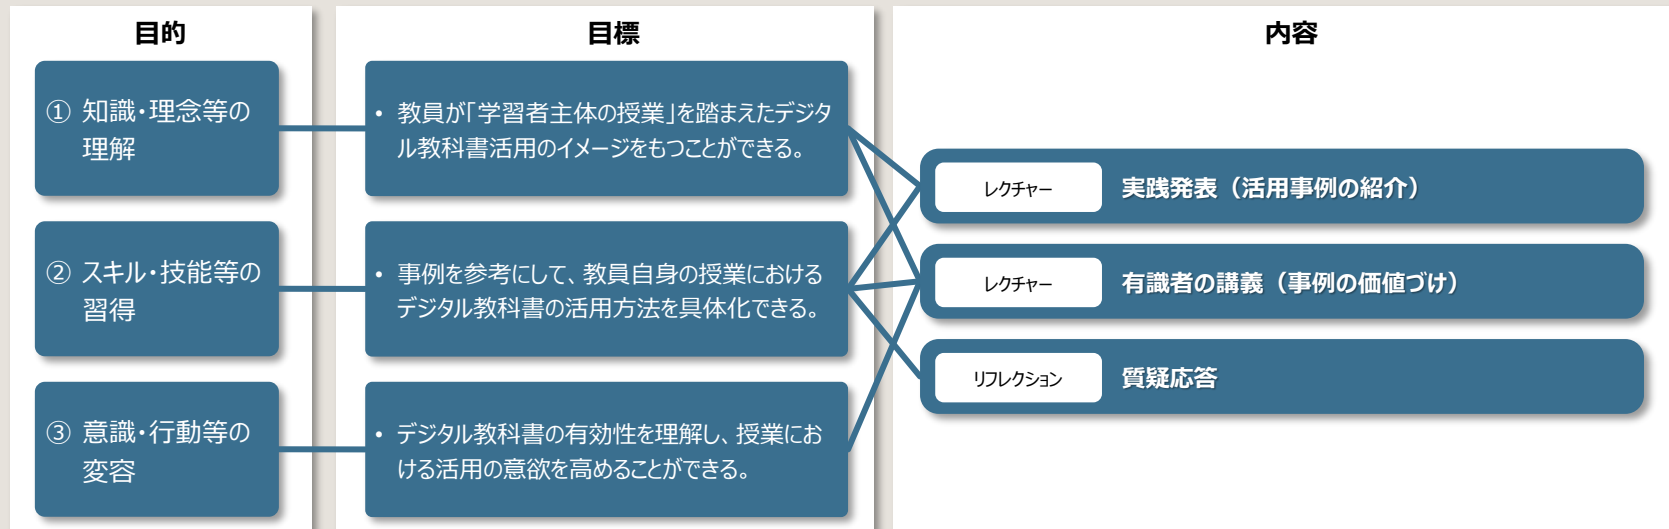 目的
① 知識・理念等の
理解
② スキル・技能等の
習得
③ 意識・行動等の
変容
目標
• 教員が「学習者主体の授業」を踏まえたデジタ
ル教科書活用のイメージをもつことができる。
• 事例を参考にして、教員自身の授業における
デジタル教科書の活用方法を具体化できる。
• デジタル教科書の有効性を理解し、授業にお
ける活用の意欲を高めることができる。
内容
レクチャー 実践発表（活用事例の紹介）
レクチャー 有識者の講義（事例の価値づけ）
リフレクション 質疑応答